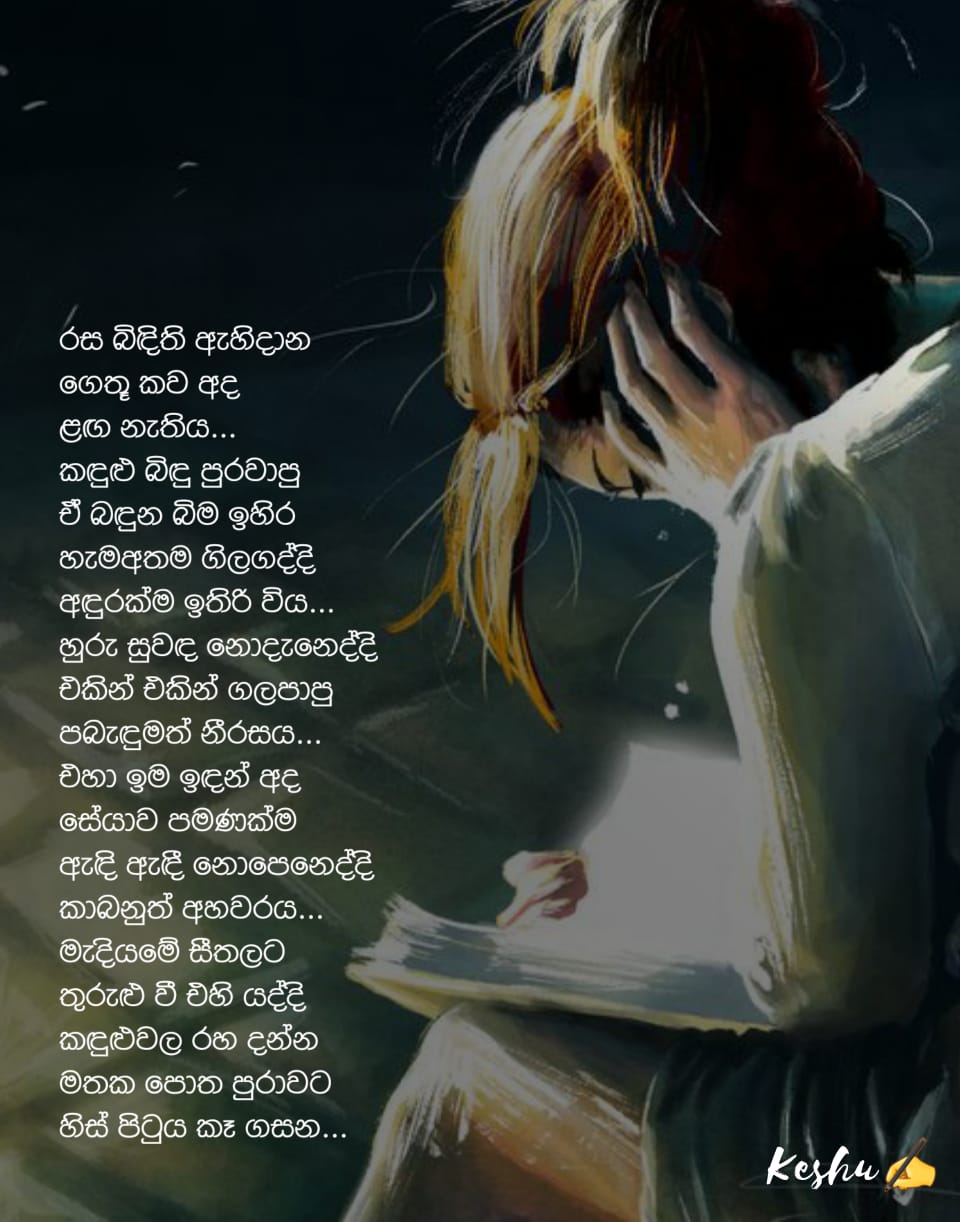 රස බිඳිති ඇහිදාන
ගෙතූ කව අද
ළඟ නැතිය...
කඳුළු බිඳු පුරවාපු
ඒ බඳුන බිම ඉහිර
හැමඅතම ගිලගද්දි
අඳුරක්ම ඉතිරි විය...
හුරු සුවඳ නොදැනෙද්දි
එකින් එකින් ගලපාපු
පබැඳුමත් නීරසය...
එහා ඉම ඉඳන් අද
සේයාව පමණක්ම
ඇඳි ඇඳී නොපෙනෙද්දි
කාබනුත් අහවරය...
මැදියමේ සීතලට
තුරුළු වී එහි යද්දි
කඳුළුවල රහ දන්න
මතක පොත පුරාවට
හිස් පිටුය කෑ ගසන...
Keshu